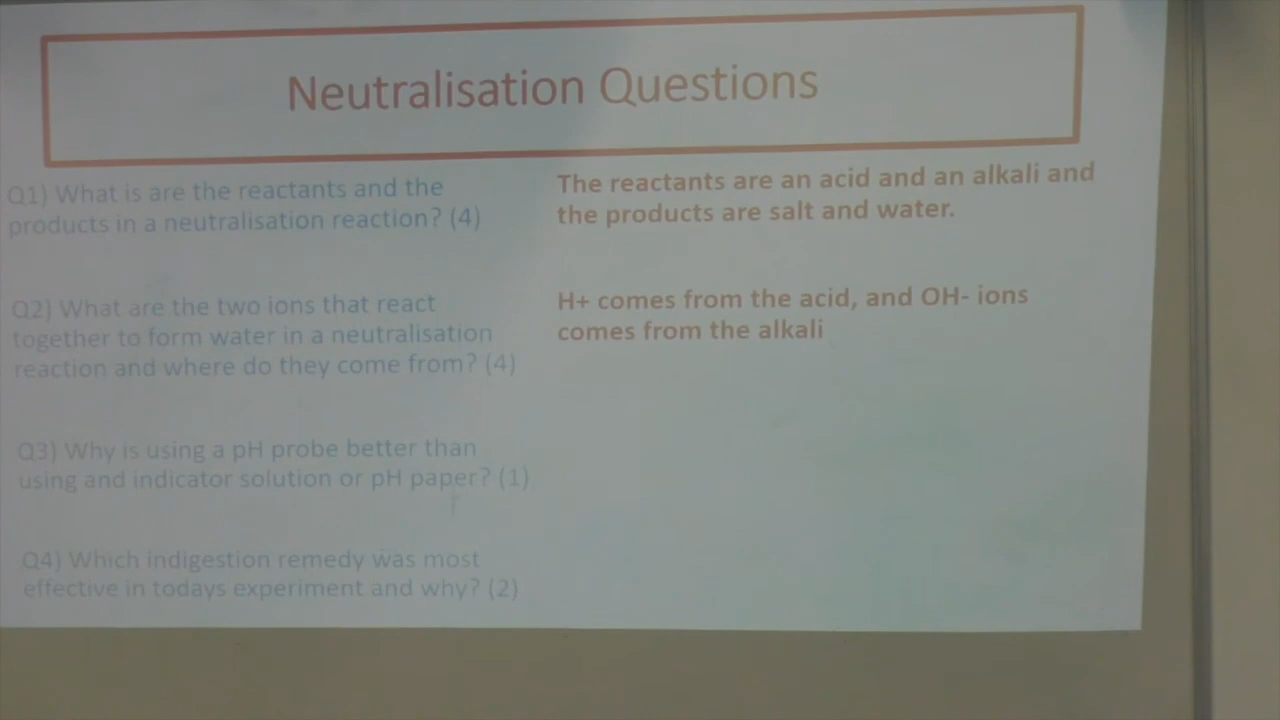 Neutralisation Questions
Q1) What is are the reactants and the
products in a neutralisation reaction? (4)
The reactants are an acid and an alkali and
the products are salt and water.
Q2) What are the two ions that react
together to form water in a neutralisation
reaction and where do they come from? (4)
H+ comes from the acid, and OH- ions
comes from the alkali
Q3) Why is using a pH probe better than
using and indicator solution or pH paper? (1)
Q4) Which indigestion remedy was most
effective in todays experiment and why? (2)